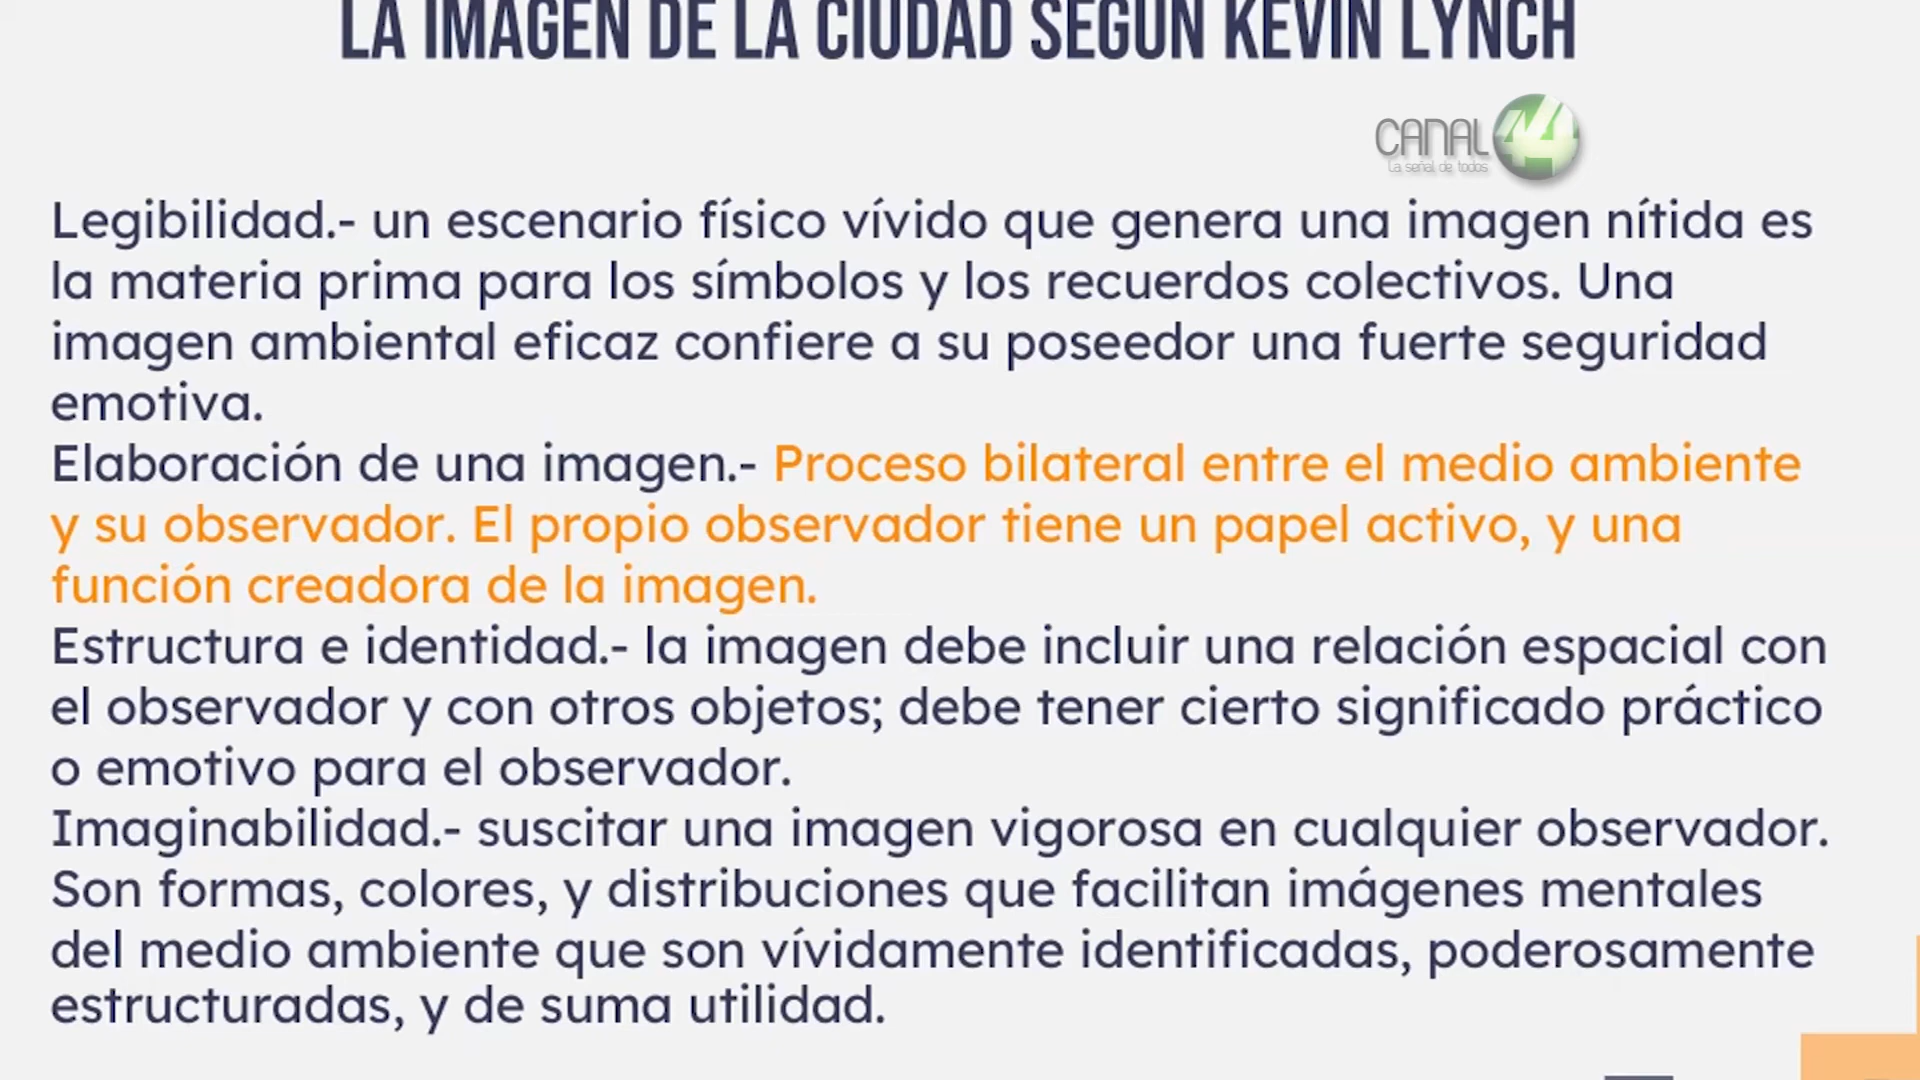 LA IMAGEN DE LA CIUDAD SEGÚN KEVIN LYNCH
CANAL 44
La señal de todos
Legibilidad.- un escenario físico vívido que genera una imagen nítida es
la materia prima para los símbolos y los recuerdos colectivos. Una
imagen ambiental eficaz confiere a su poseedor una fuerte seguridad
emotiva.
Elaboración de una imagen.- Proceso bilateral entre el medio ambiente
y su observador. El propio observador tiene un papel activo, y una
función creadora de la imagen.
Estructura e identidad.- la imagen debe incluir una relación espacial con
el observador y con otros objetos; debe tener cierto significado práctico
o emotivo para el observador.
Imaginabilidad.- suscitar una imagen vigorosa en cualquier observador.
Son formas, colores, y distribuciones que facilitan imágenes mentales
del medio ambiente que son vívidamente identificadas, poderosamente
estructuradas, y de suma utilidad.